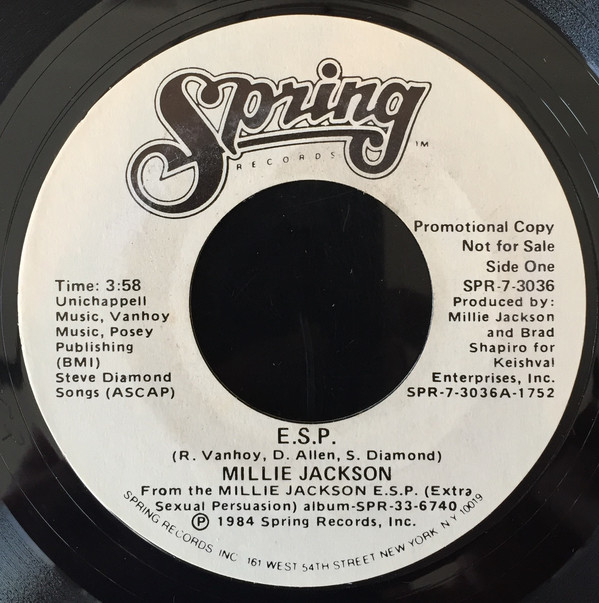 Spring
RECORDS
TM
Promotional Copy
Not for Sale
Side One
SPR-7-3036
Produced by:
Millie Jackson
and Brad
Shapiro for
Keishval
Enterprises, Inc.
SPR-7-3036A-1752
Time: 3:58
Unichappell
Music, Vanhoy
Music, Posey
Publishing
(BMI)
Steve Diamond
Songs (ASCAP)
E.S.P.
(R. Vanhoy, D. Allen, S. Diamond)
MILLIE JACKSON
From the MILLIE JACKSON E.S.P. (Extra
Sexual Persuasion) album-SPR-33-6740
℗ 1984 Spring Records, Inc.
SPRING RECORDS INC 161 WEST 54TH STREET NEW YORK N.Y. 10019